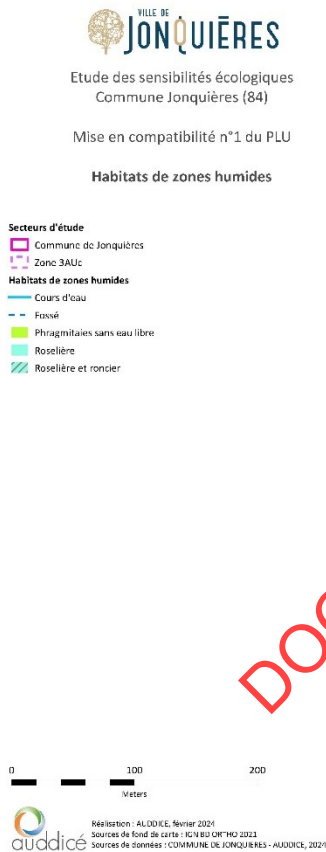 VILLE DE
JONQUIÈRES
Etude des sensibilités écologiques
Commune Jonquières (84)
Mise en compatibilité n°1 du PLU
Habitats de zones humides
Secteurs d'étude
Commune de Jonquières
Zone 3AUc
Habitats de zones humides
Cours d'eau
Fossé
Phragmitaies sans eau libre
Roselière
Roselière et roncier
DOC
0 100 200
Meters
auddicé
Réalisation : AUDDICE, février 2024
Sources de fond de carte : IGN BD ORTHO 2021
Sources de données : COMMUNE DE JONQUIERES - AUDDICE, 2024